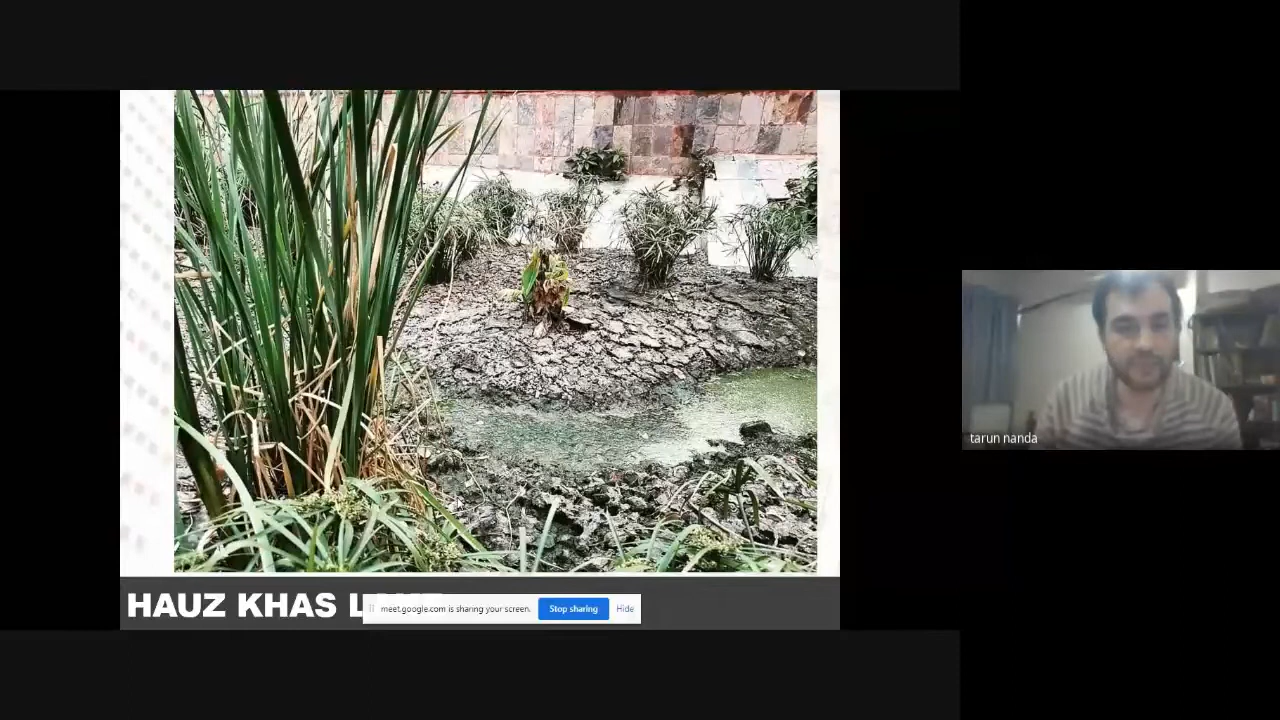 HAUZ KHAS
meet.google.com is sharing your screen.
Stop sharing
Hide
tarun nanda